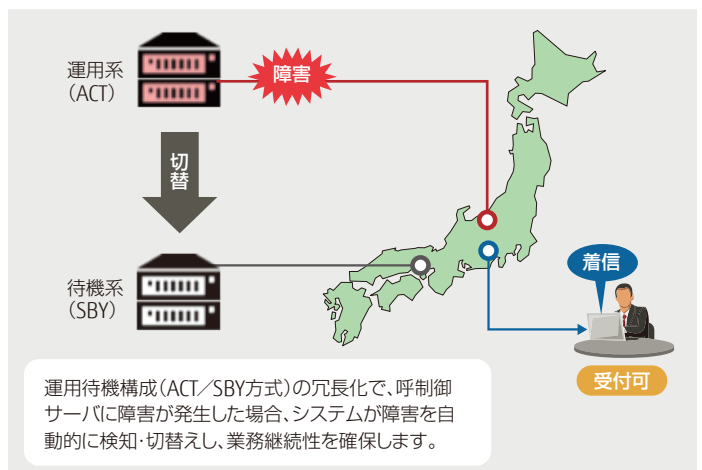 運用系
(ACT)
障害
切替
待機系
(SBY)
着信
受付可
運用待機構成(ACT／SBY方式)の冗長化で、呼制御
サーバに障害が発生した場合、システムが障害を自
動的に検知・切替えし、業務継続性を確保します。